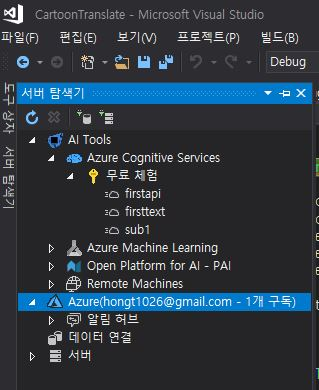 CartoonTranslate - Microsoft Visual Studio
파일(F) 편집(E) 보기(V) 프로젝트(P) 빌드(
Debug
도구 상자
서버 탐색기
서버 탐색기
AI Tools
Azure Cognitive Services
무료 체험
firstapi
firsttext
sub1
Azure Machine Learning
Open Platform for AI - PAI
Remote Machines
Azure(hongt1026@gmail.com - 1개 구독)
알림 허브
데이터 연결
서버